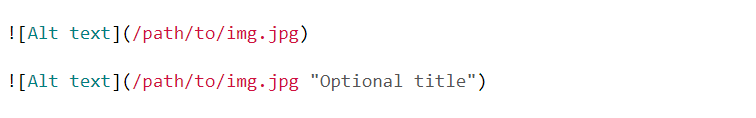 ![Alt text](/path/to/img.jpg)
![Alt text](/path/to/img.jpg "Optional title")